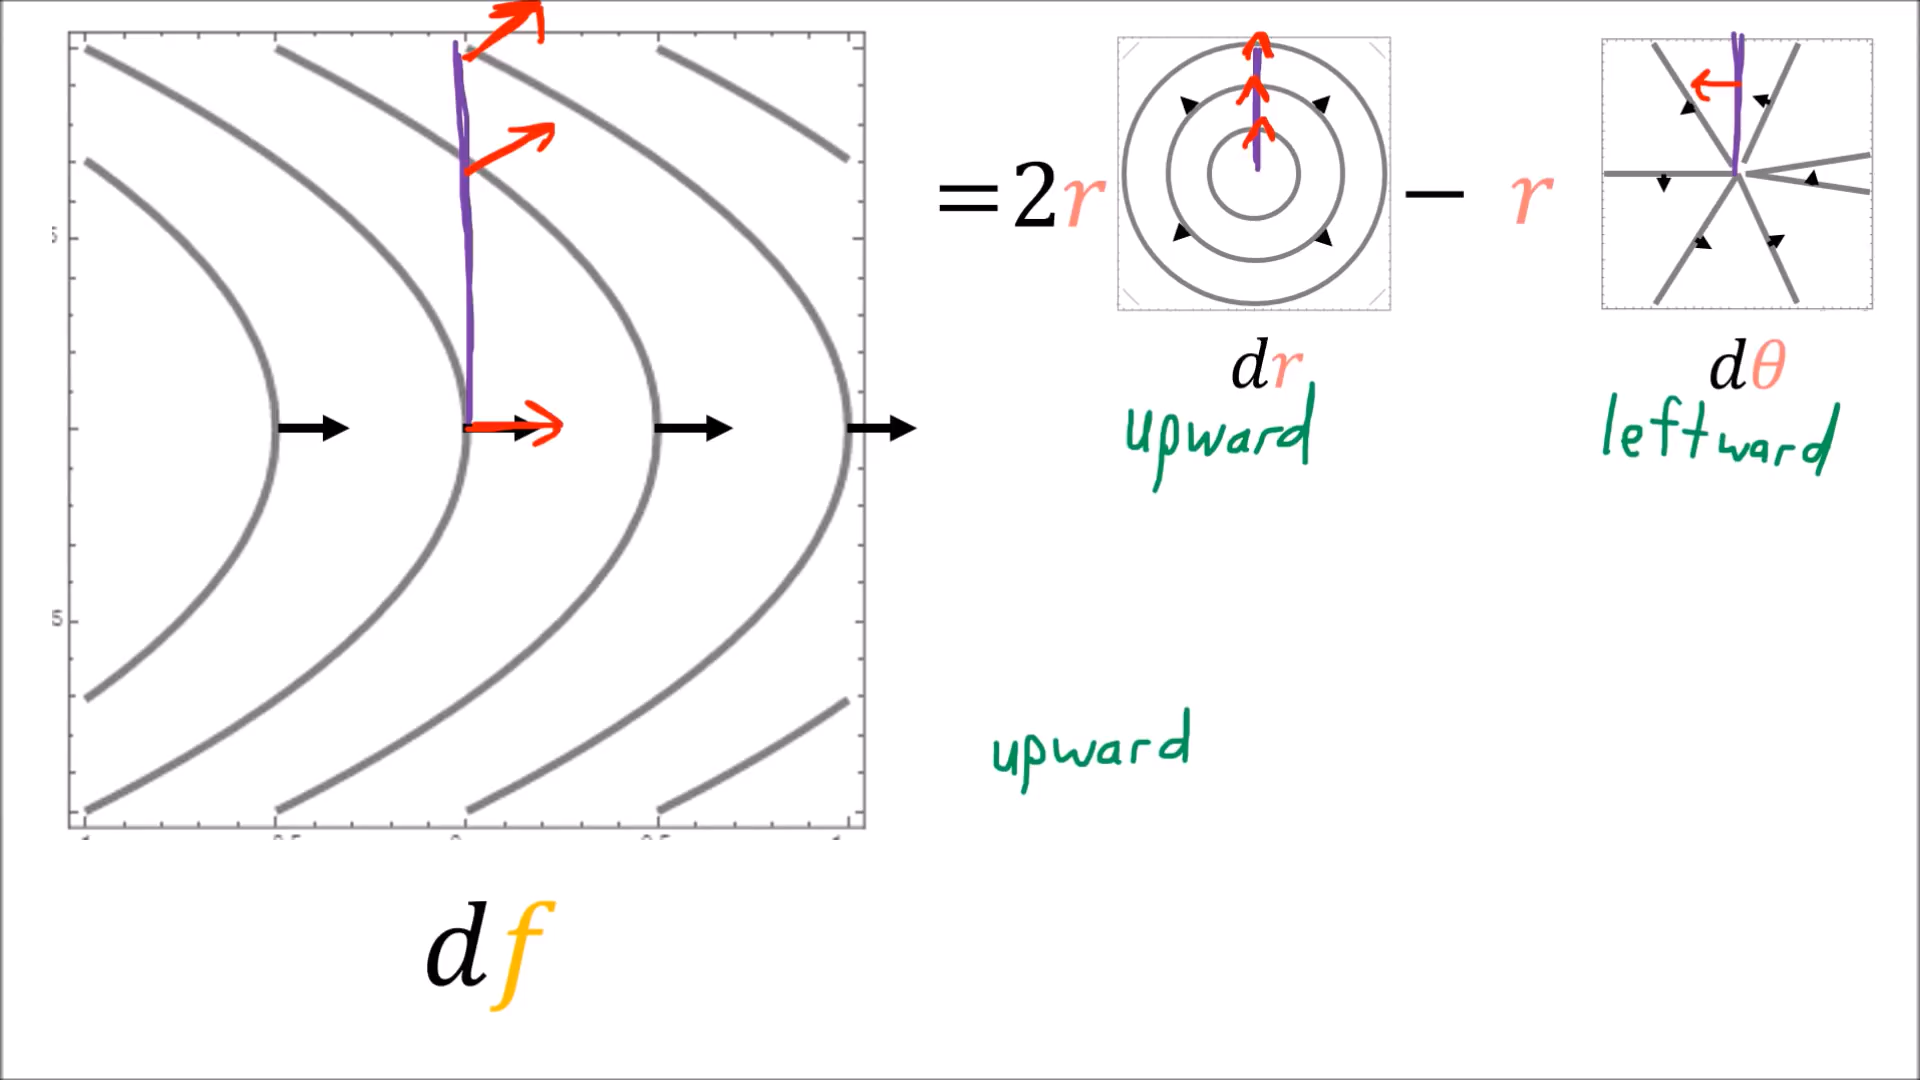 = 2r − r
dr dθ
upward leftward
upward
df